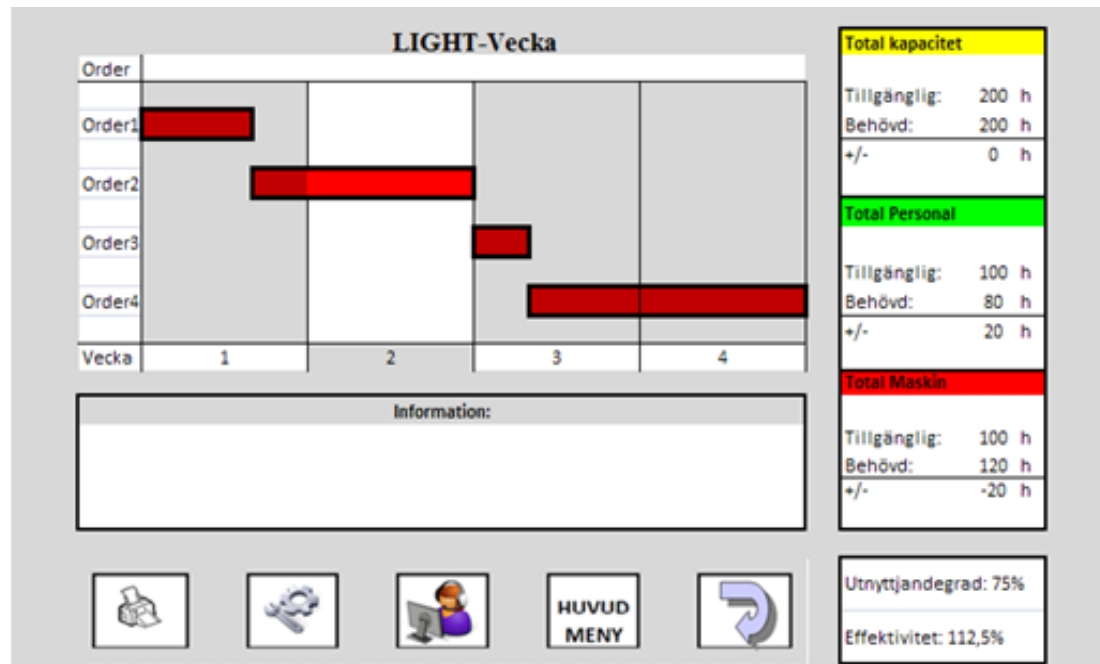 LIGHT-Vecka
Order
Order1
Order2
Order3
Order4
Vecka 1 2 3 4
Information:
HUVUD
MENY
Total kapacitet
Tillgänglig: 200 h
Behövd: 200 h
+/- 0 h
Total Personal
Tillgänglig: 100 h
Behövd: 80 h
+/- 20 h
Total Maskin
Tillgänglig: 100 h
Behövd: 120 h
+/- -20 h
Utnyttjandegrad: 75%
Effektivitet: 112,5%